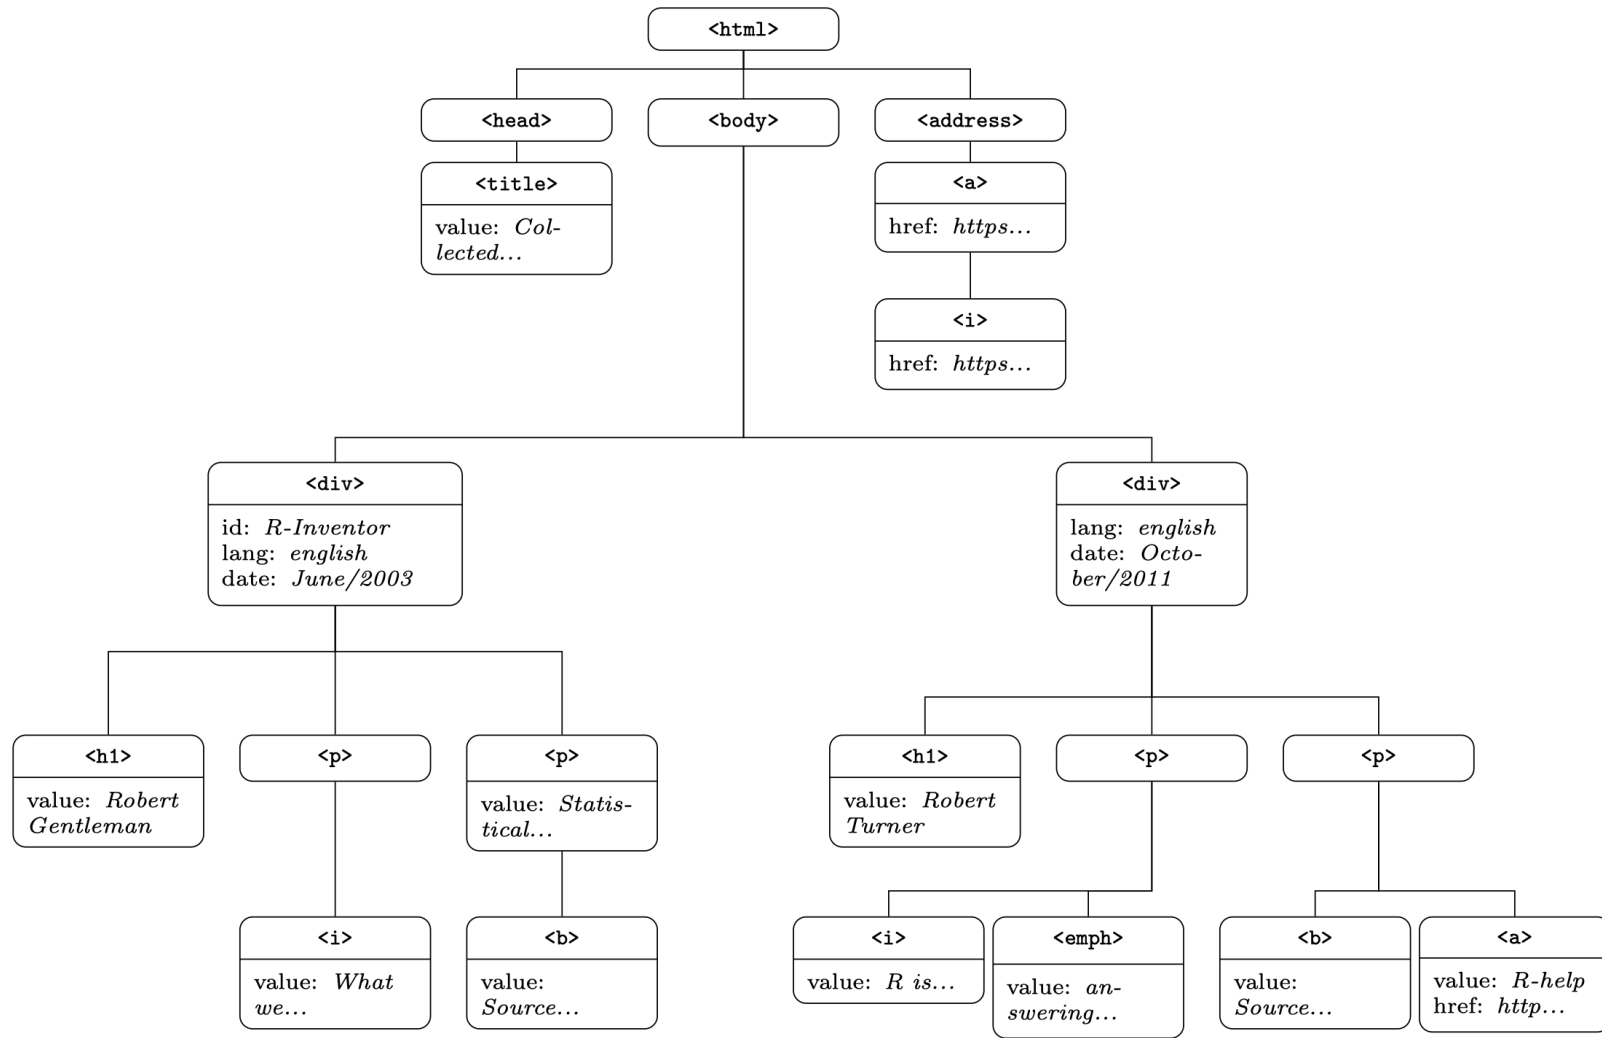 <html>
<head>
<body>
<address>
<title>
value: Col-
lected...
<a>
href: https...
<i>
href: https...
<div>
id: R-Inventor
lang: english
date: June/2003
<div>
lang: english
date: Octo-
ber/2011
<h1>
value: Robert
Gentleman
<p>
<p>
value: Statis-
tical...
<h1>
value: Robert
Turner
<p>
<p>
<i>
value: What
we...
<b>
value:
Source...
<i>
value: R is...
<emph>
value: an-
swering...
<b>
value:
Source...
<a>
value: R-help
href: http...